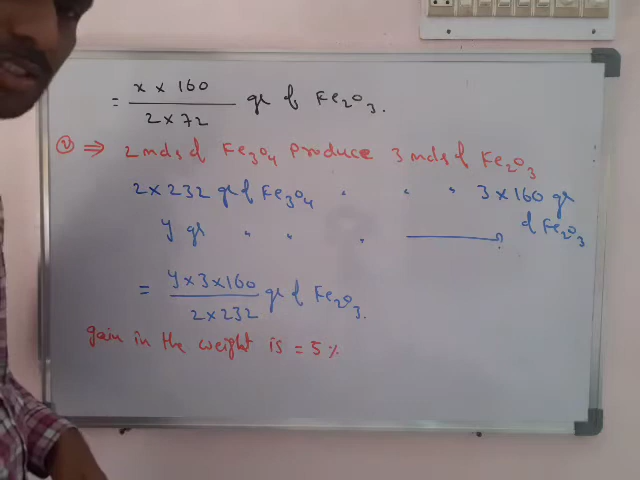 = x x 160 / 2 x 72 gr of Fe2O3.
② ⇒ 2 mols of Fe3O4 produce 3 mols of Fe2O3
2 x 232 gr of Fe3O4 " " " 3 x 160 gr of Fe2O3
y gr " " " ———— ?
= y x 3 x 160 / 2 x 232 gr of Fe2O3.
gain in the weight is = 5 %